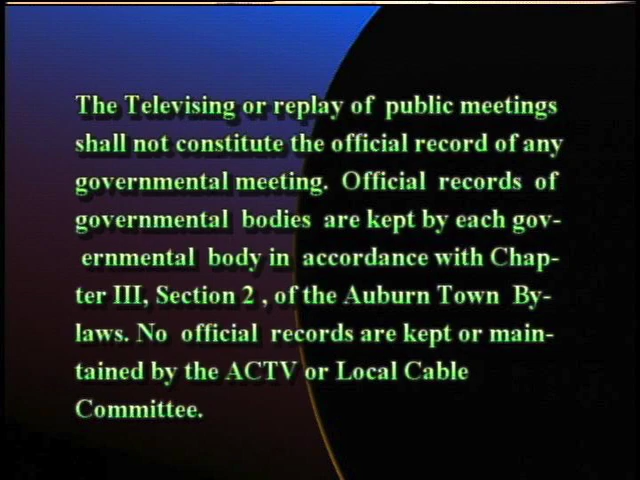 The Televising or replay of public meetings
shall not constitute the official record of any
governmental meeting. Official records of
governmental bodies are kept by each gov-
ernmental body in accordance with Chap-
ter III, Section 2 , of the Auburn Town By-
laws. No official records are kept or main-
tained by the ACTV or Local Cable
Committee.